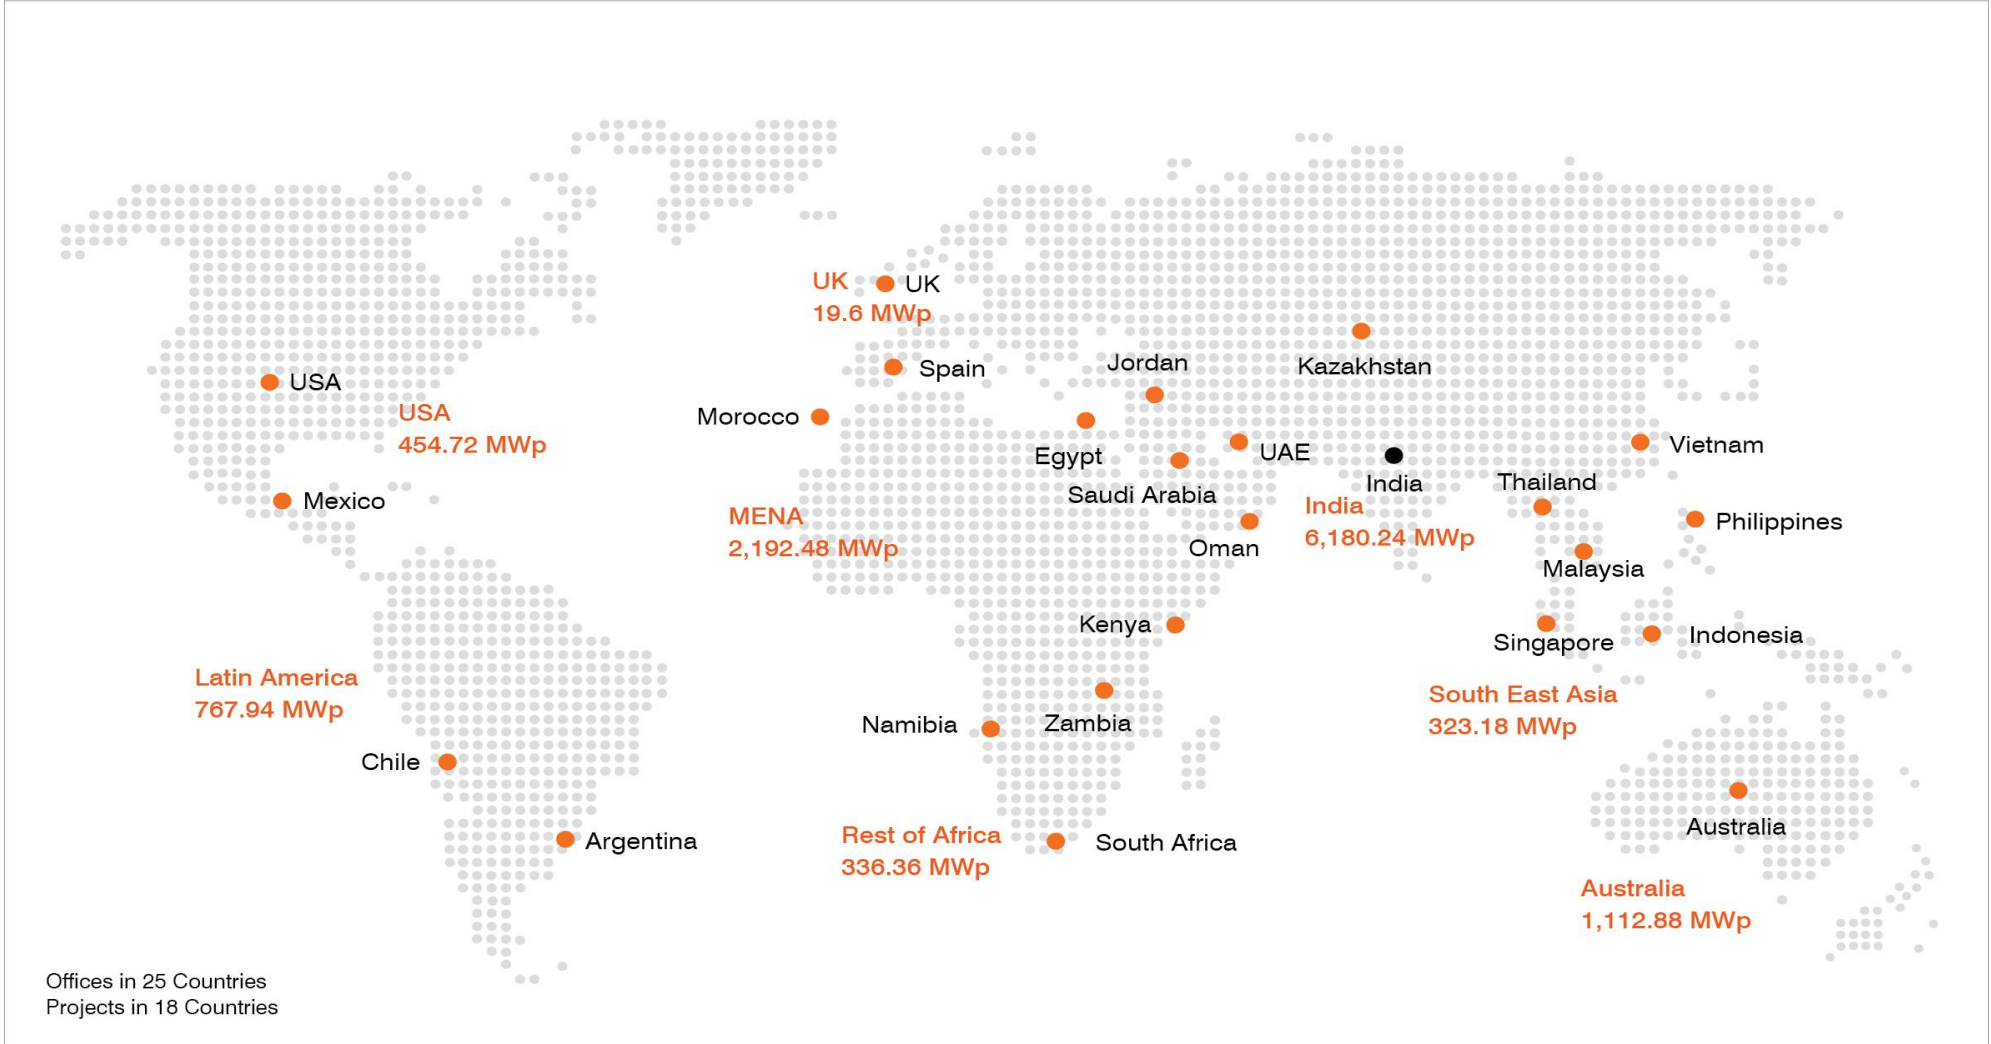 UK
19.6 MWp
UK
Spain
Jordan
Kazakhstan
USA
USA
454.72 MWp
Morocco
Egypt
UAE
Saudi Arabia
India
India
6,180.24 MWp
Thailand
Vietnam
Mexico
MENA
2,192.48 MWp
Oman
Philippines
Malaysia
Kenya
Singapore
Indonesia
Latin America
767.94 MWp
South East Asia
323.18 MWp
Namibia
Zambia
Chile
Argentina
Rest of Africa
336.36 MWp
South Africa
Australia
Australia
1,112.88 MWp
Offices in 25 Countries
Projects in 18 Countries